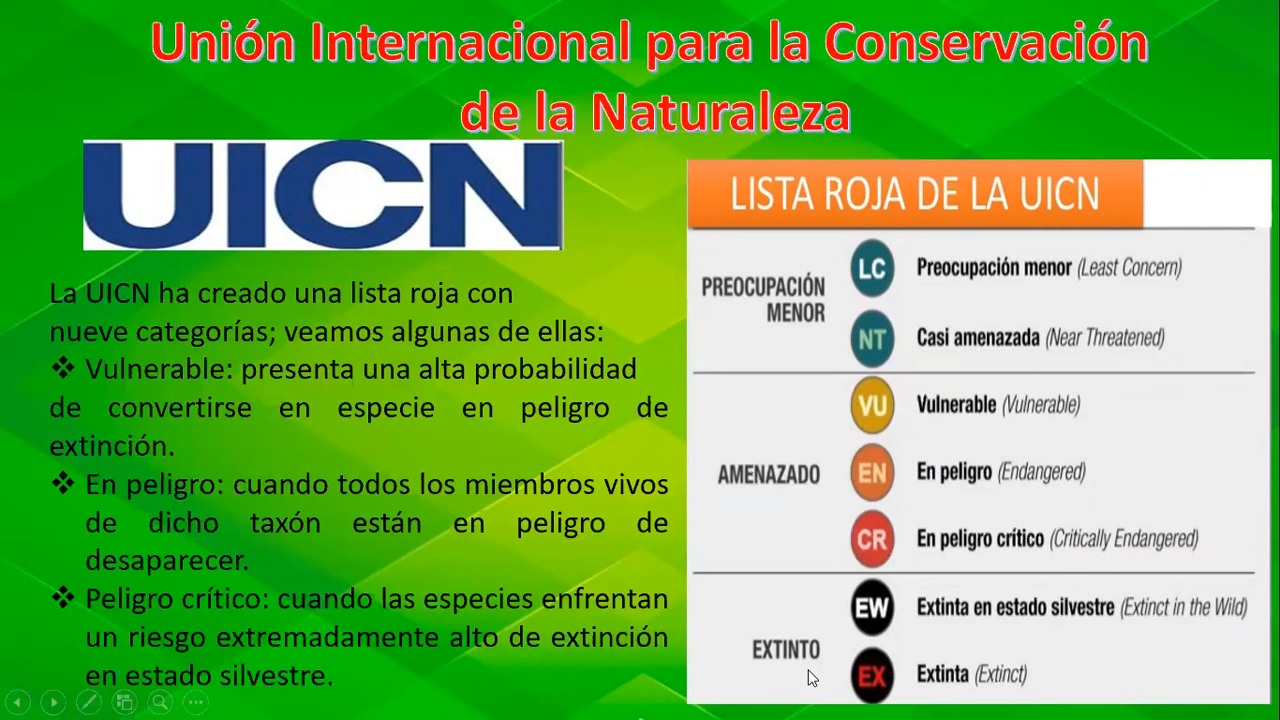 Unión Internacional para la Conservación
de la Naturaleza
UICN
La UICN ha creado una lista roja con
nueve categorías; veamos algunas de ellas:
❖ Vulnerable: presenta una alta probabilidad
de convertirse en especie en peligro de
extinción.
❖ En peligro: cuando todos los miembros vivos
de dicho taxón están en peligro de
desaparecer.
❖ Peligro crítico: cuando las especies enfrentan
un riesgo extremadamente alto de extinción
en estado silvestre.
LISTA ROJA DE LA UICN
PREOCUPACIÓN
MENOR
LC Preocupación menor (Least Concern)
NT Casi amenazada (Near Threatened)
AMENAZADO
VU Vulnerable (Vulnerable)
EN En peligro (Endangered)
CR En peligro crítico (Critically Endangered)
EXTINTO
EW Extinta en estado silvestre (Extinct in the Wild)
EX Extinta (Extinct)